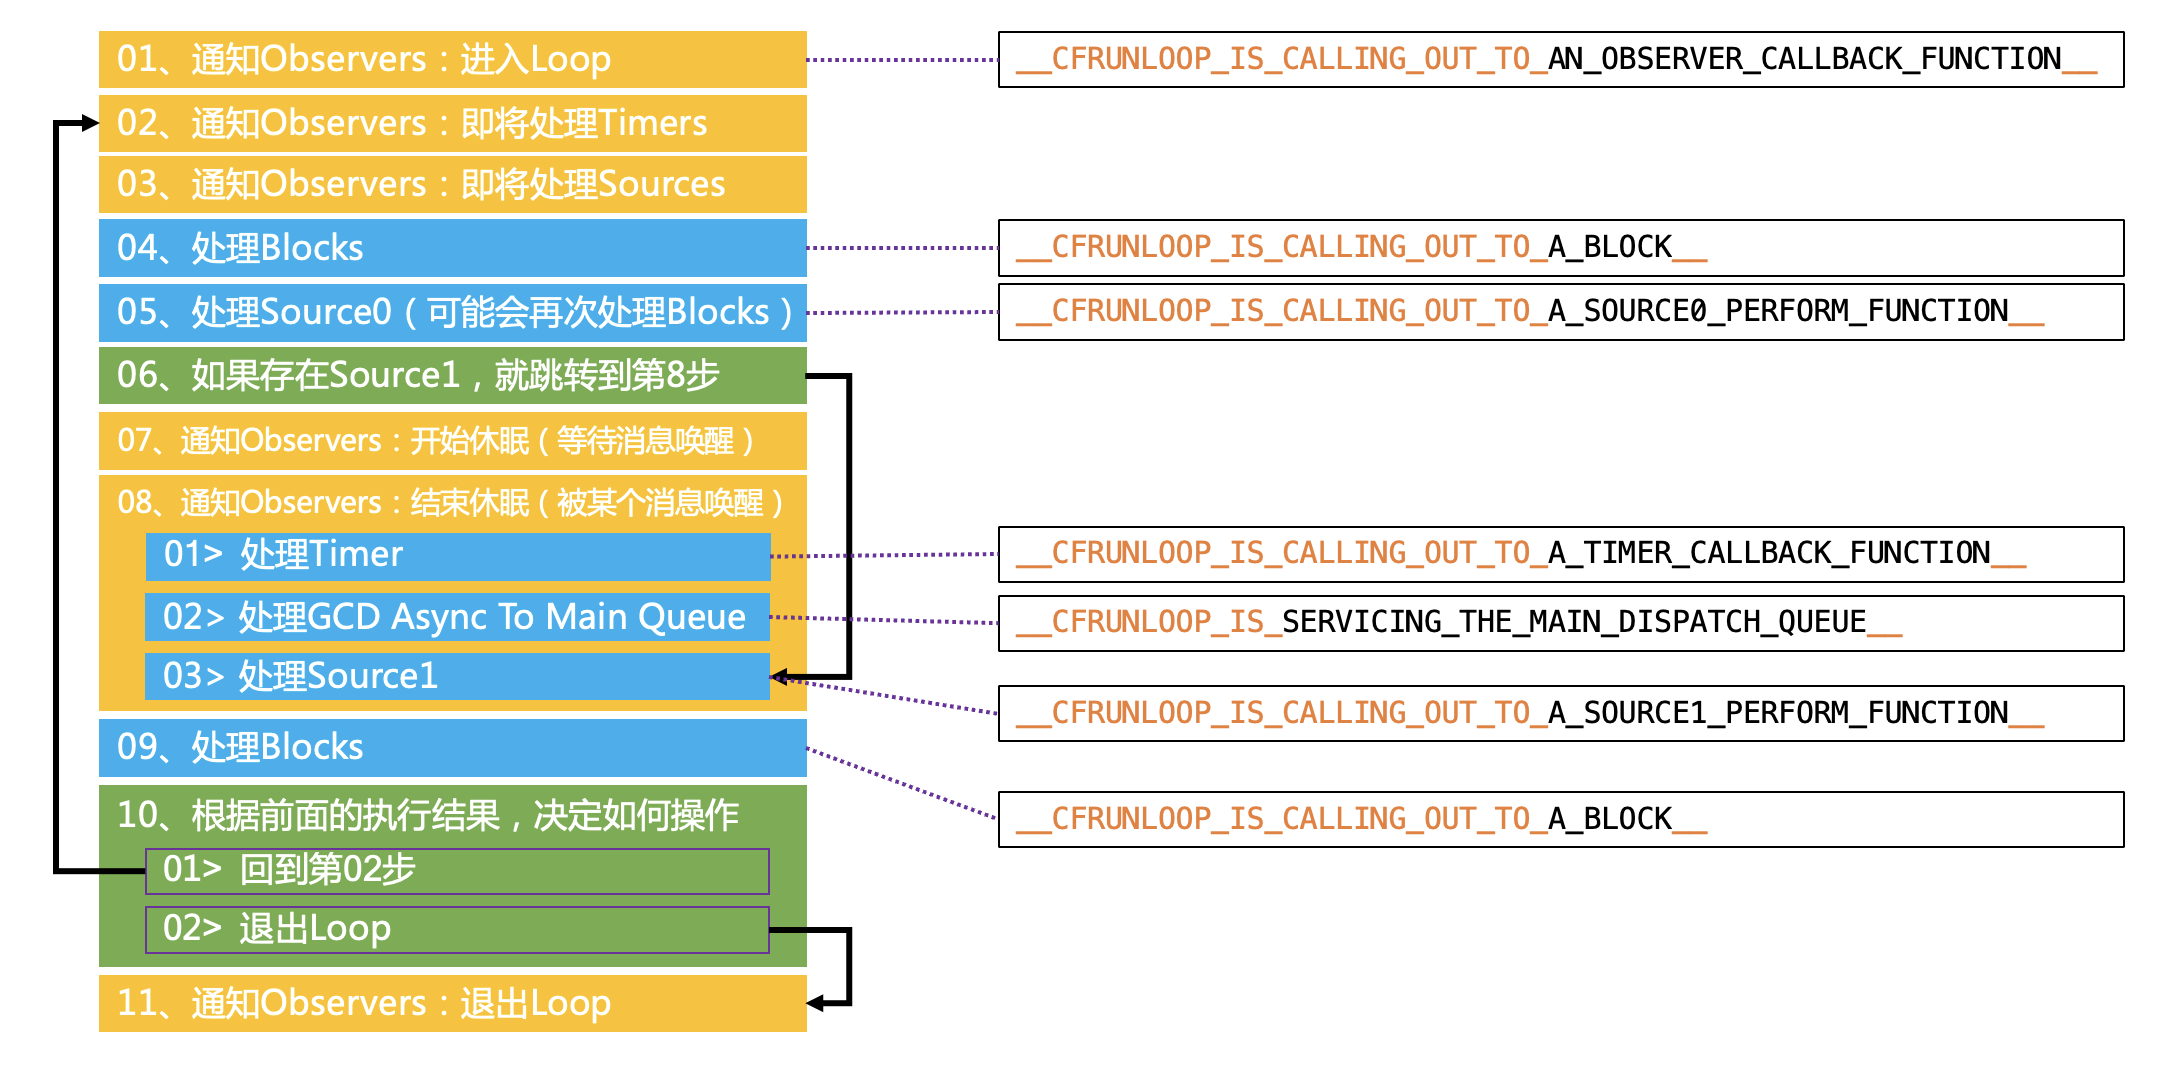 01、通知Observers：进入Loop
__CFRUNLOOP_IS_CALLING_OUT_TO_AN_OBSERVER_CALLBACK_FUNCTION__
02、通知Observers：即将处理Timers
03、通知Observers：即将处理Sources
04、处理Blocks
__CFRUNLOOP_IS_CALLING_OUT_TO_A_BLOCK__
05、处理Source0（可能会再次处理Blocks）
__CFRUNLOOP_IS_CALLING_OUT_TO_A_SOURCE0_PERFORM_FUNCTION__
06、如果存在Source1，就跳转到第8步
07、通知Observers：开始休眠（等待消息唤醒）
08、通知Observers：结束休眠（被某个消息唤醒）
01> 处理Timer
__CFRUNLOOP_IS_CALLING_OUT_TO_A_TIMER_CALLBACK_FUNCTION__
02> 处理GCD Async To Main Queue
__CFRUNLOOP_IS_SERVICING_THE_MAIN_DISPATCH_QUEUE__
03> 处理Source1
__CFRUNLOOP_IS_CALLING_OUT_TO_A_SOURCE1_PERFORM_FUNCTION__
09、处理Blocks
__CFRUNLOOP_IS_CALLING_OUT_TO_A_BLOCK__
10、根据前面的执行结果，决定如何操作
01> 回到第02步
02> 退出Loop
11、通知Observers：退出Loop